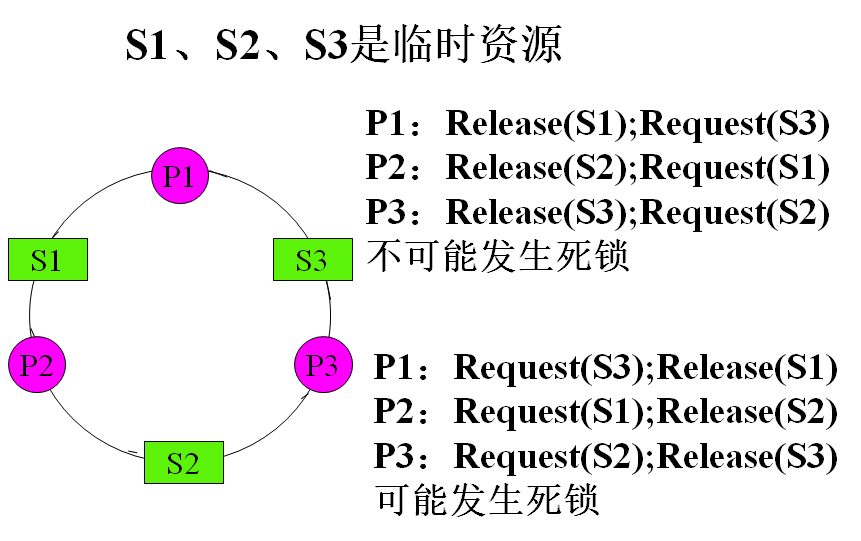 S1、S2、S3是临时资源
P1：Release(S1);Request(S3)
P2：Release(S2);Request(S1)
P3：Release(S3);Request(S2)
不可能发生死锁
P1
S1
S3
P2
P3
S2
P1：Request(S3);Release(S1)
P2：Request(S1);Release(S2)
P3：Request(S2);Release(S3)
可能发生死锁